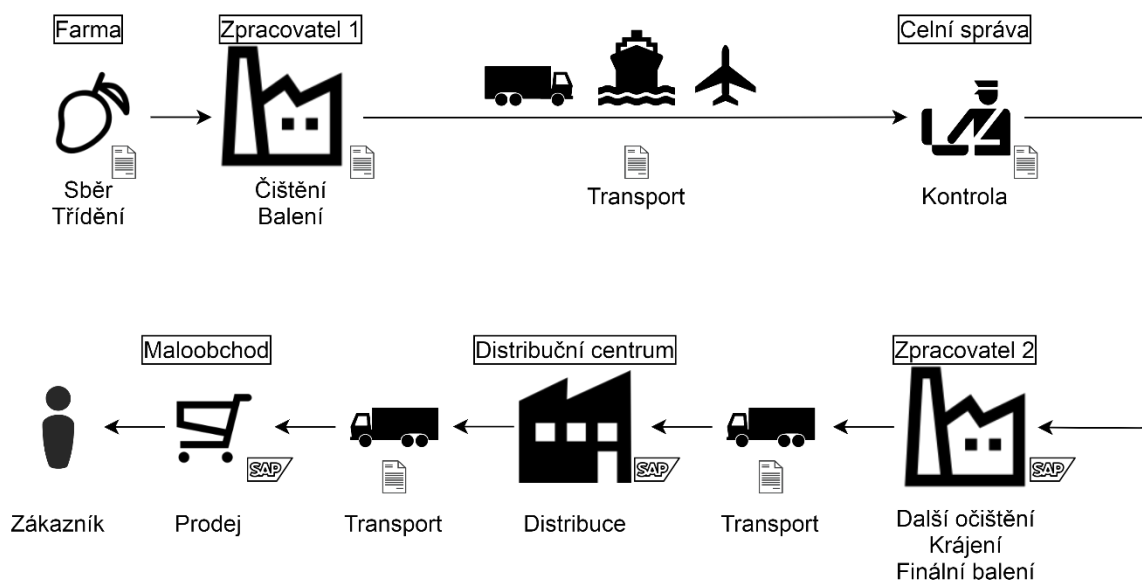 Farma
Zpracovatel 1
Celní správa
Sběr
Třídění
Čištění
Balení
Transport
Kontrola
Maloobchod
Distribuční centrum
Zpracovatel 2
SAP
SAP
SAP
Zákazník
Prodej
Transport
Distribuce
Transport
Další očištění
Krájení
Finální balení